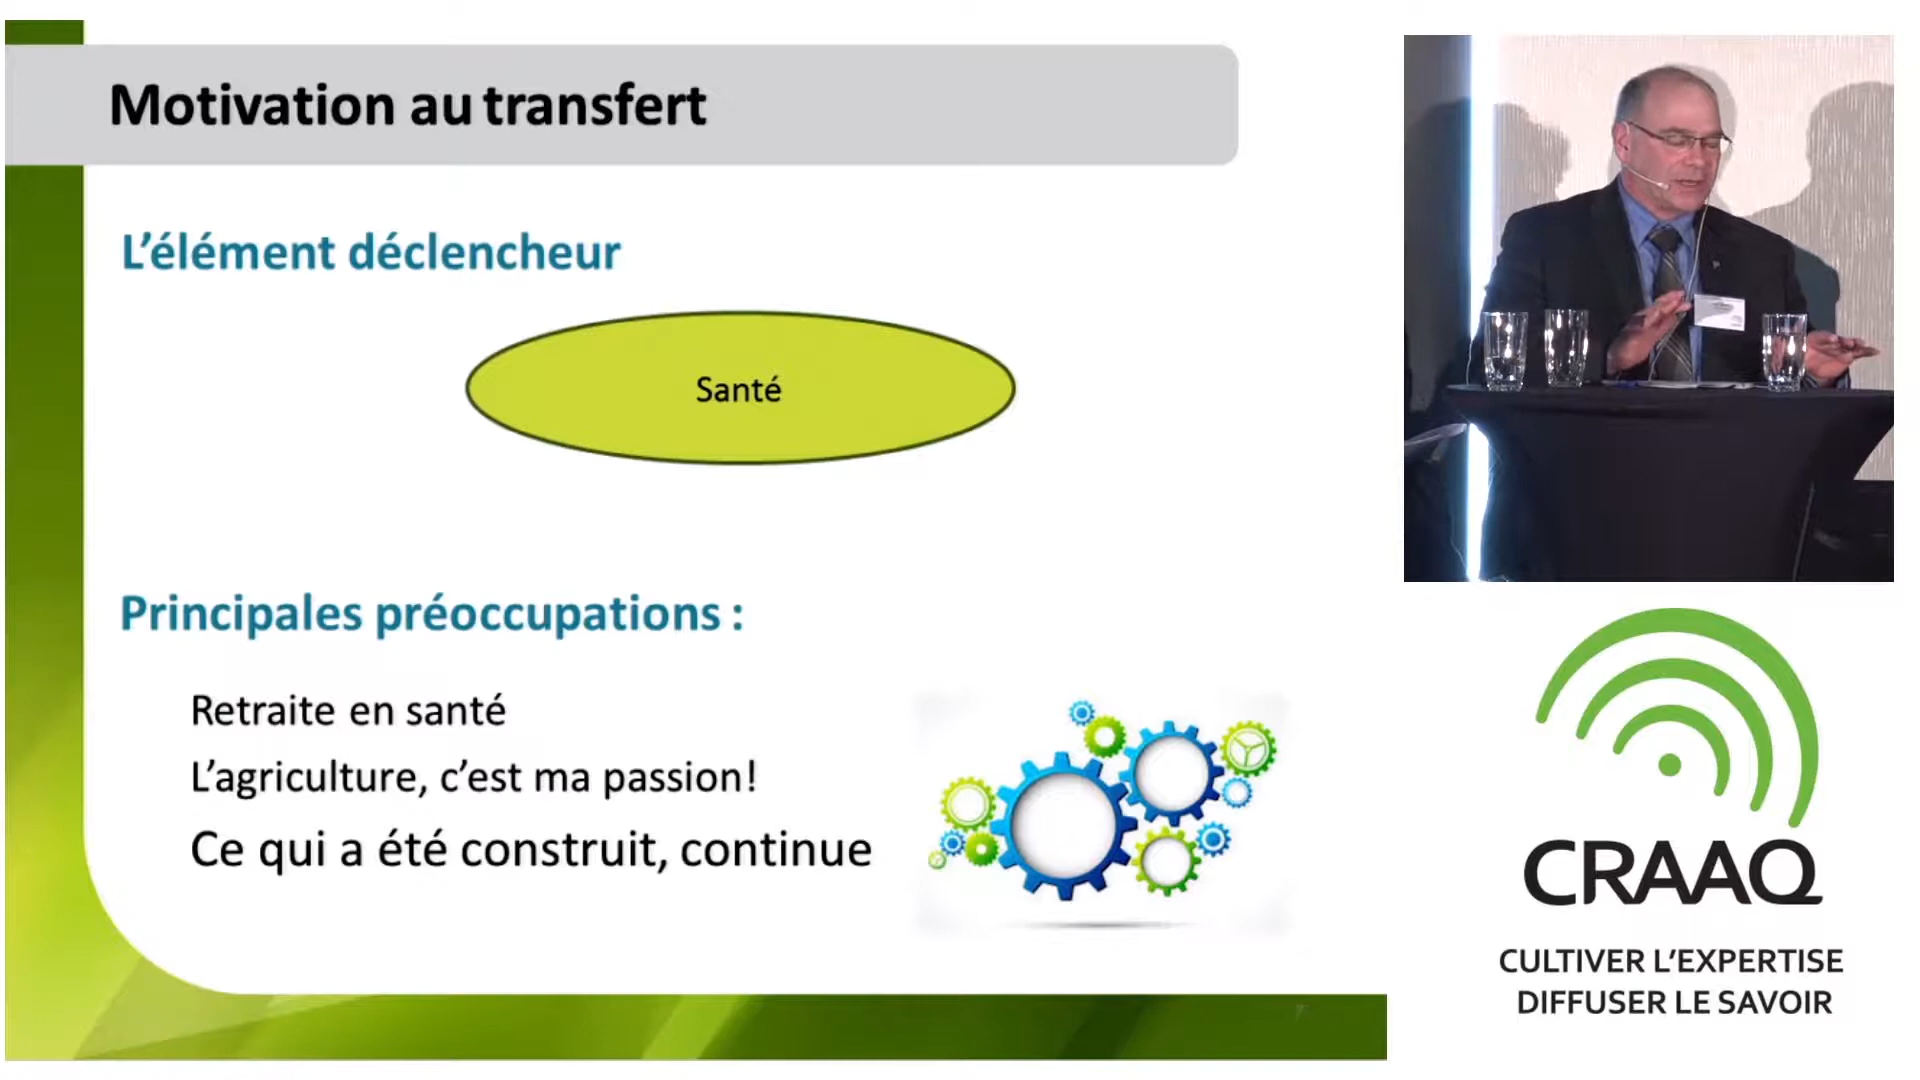 Motivation au transfert
L'élément déclencheur
Santé
Principales préoccupations :
Retraite en santé
L'agriculture, c'est ma passion!
Ce qui a été construit, continue
CRAAQ
CULTIVER L'EXPERTISE
DIFFUSER LE SAVOIR